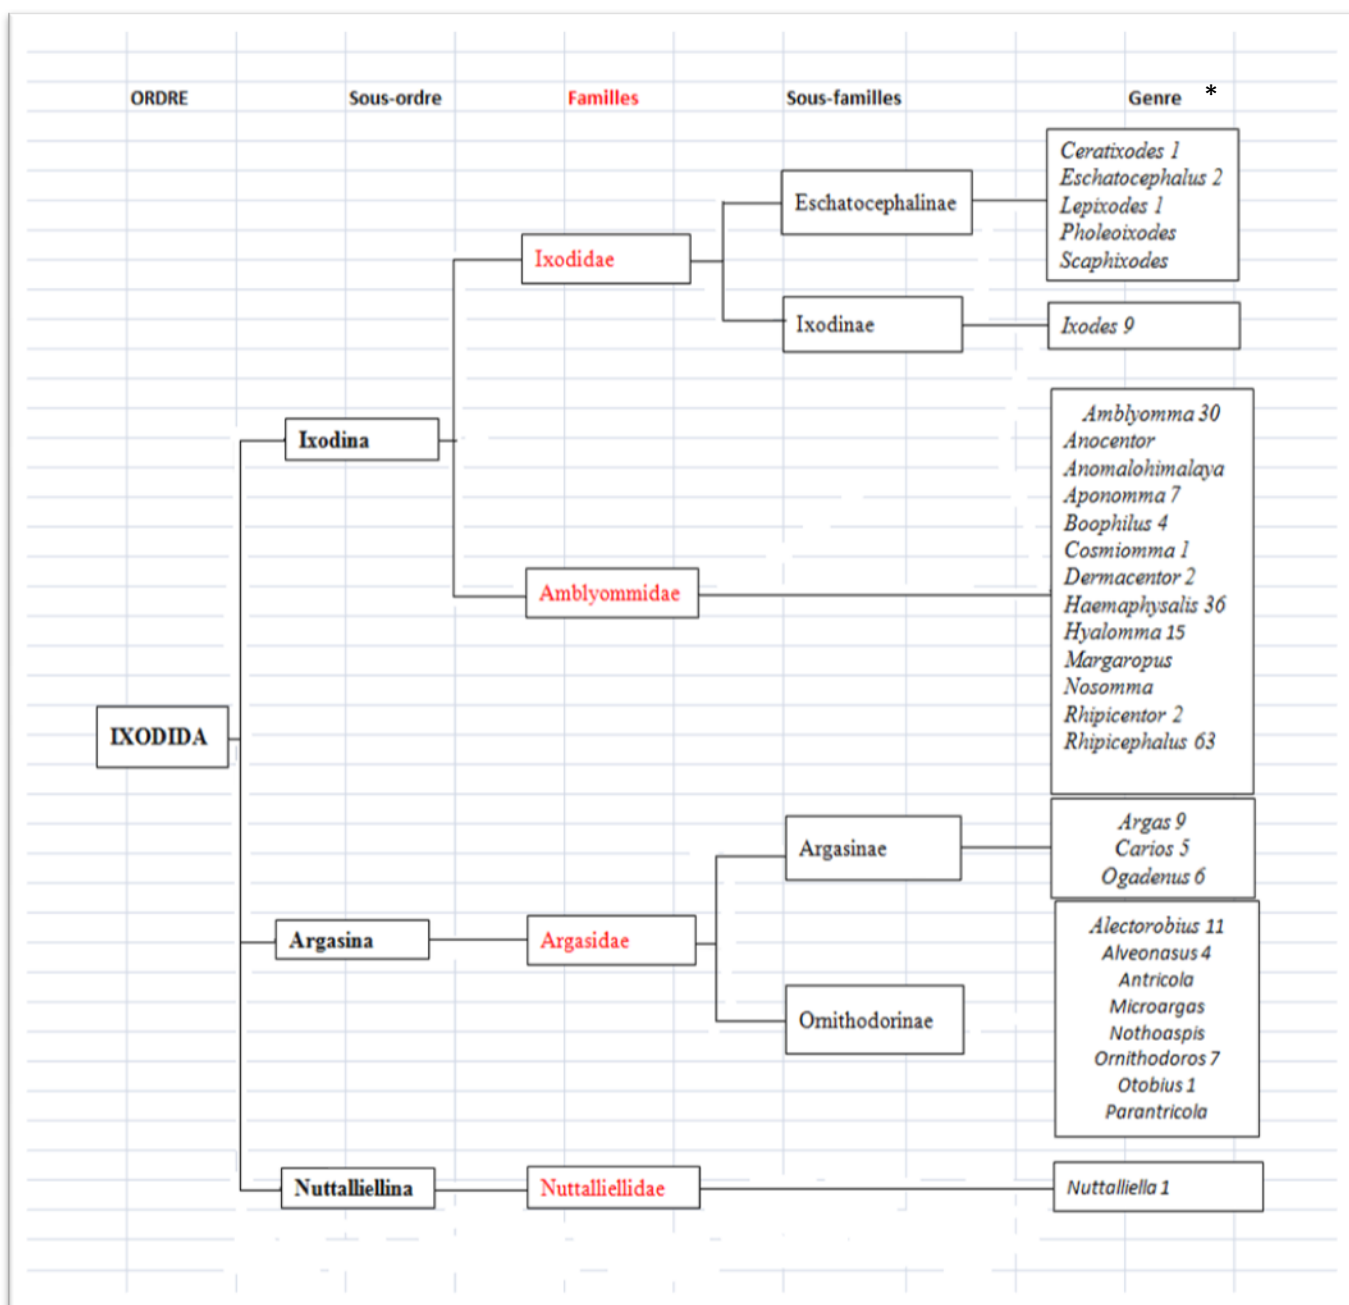 ORDRE Sous-ordre Familles Sous-familles Genre *
Ceratixodes 1
Eschatocephalus 2
Lepixodes 1
Pholeoixodes
Scaphixodes
Eschatocephalinae
Ixodidae
Ixodinae
Ixodes 9
Ixodina
Amblyomma 30
Anocentor
Anomalohimalaya
Aponomma 7
Boophilus 4
Cosmiomma 1
Dermacentor 2
Haemaphysalis 36
Hyalomma 15
Margaropus
Nosomma
Rhipicentor 2
Rhipicephalus 63
Amblyommidae
IXODIDA
Argasinae
Argas 9
Carios 5
Ogadenus 6
Argasina
Argasidae
Ornithodorinae
Alectorobius 11
Alveonasus 4
Antricola
Microargas
Nothoaspis
Ornithodoros 7
Otobius 1
Parantricola
Nuttalliellina
Nuttalliellidae
Nuttalliella 1